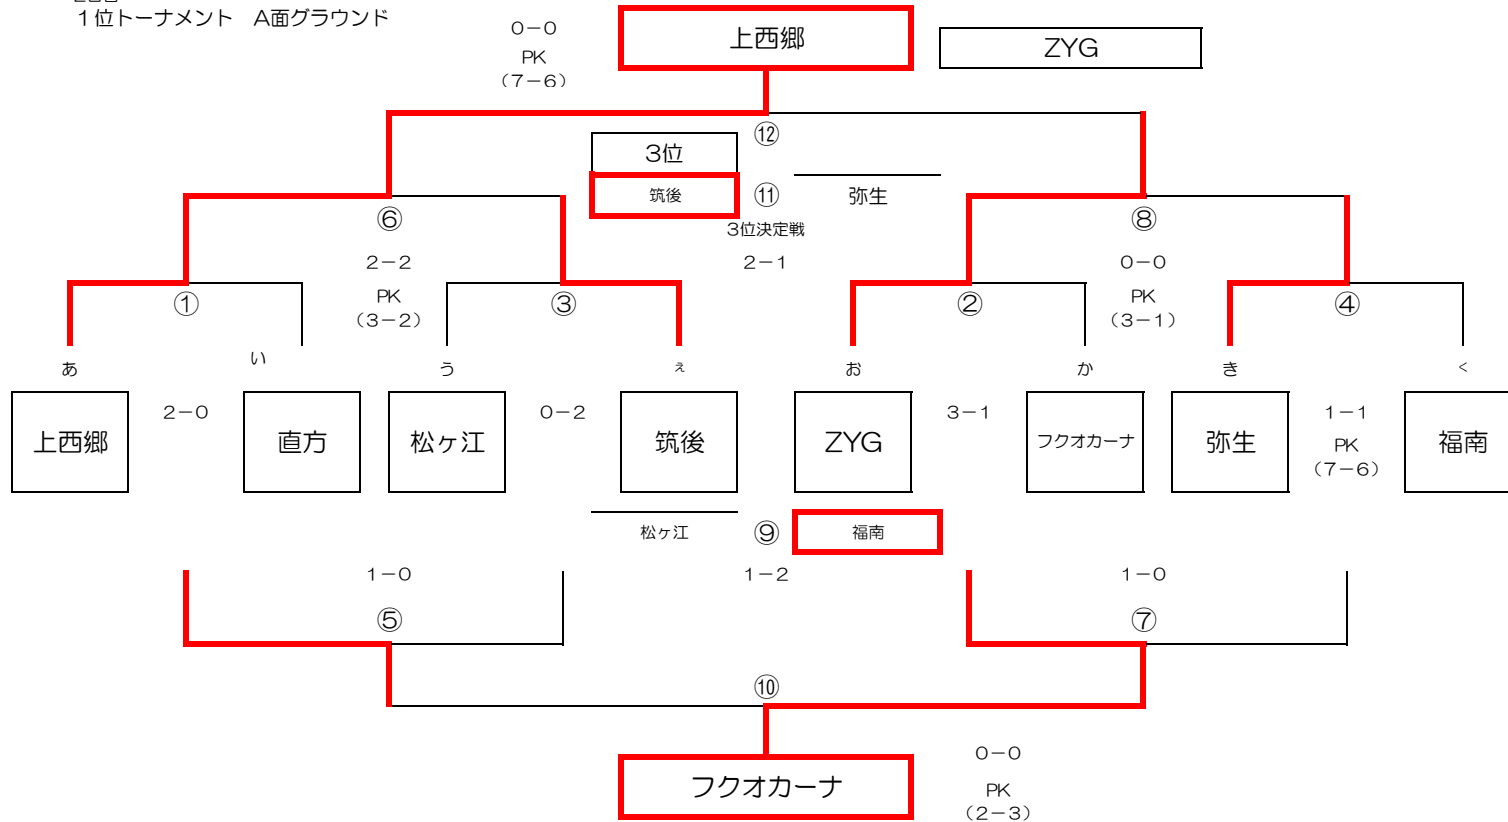 1位トーナメント A面グラウンド
0-0
PK
(7-6)
上西郷
ZYG
⑫
3位
筑後
⑪
弥生
3位決定戦
2-1
⑥
2-2
PK
(3-2)
⑧
0-0
PK
(3-1)
①
③
②
④
あ
い
う
ぇ
お
か
き
く
上西郷
2-0
直方
松ヶ江
0-2
筑後
ZYG
3-1
フクオカーナ
弥生
1-1
PK
(7-6)
福南
松ヶ江
⑨
福南
1-0
1-2
1-0
⑤
⑦
⑩
フクオカーナ
0-0
PK
(2-3)